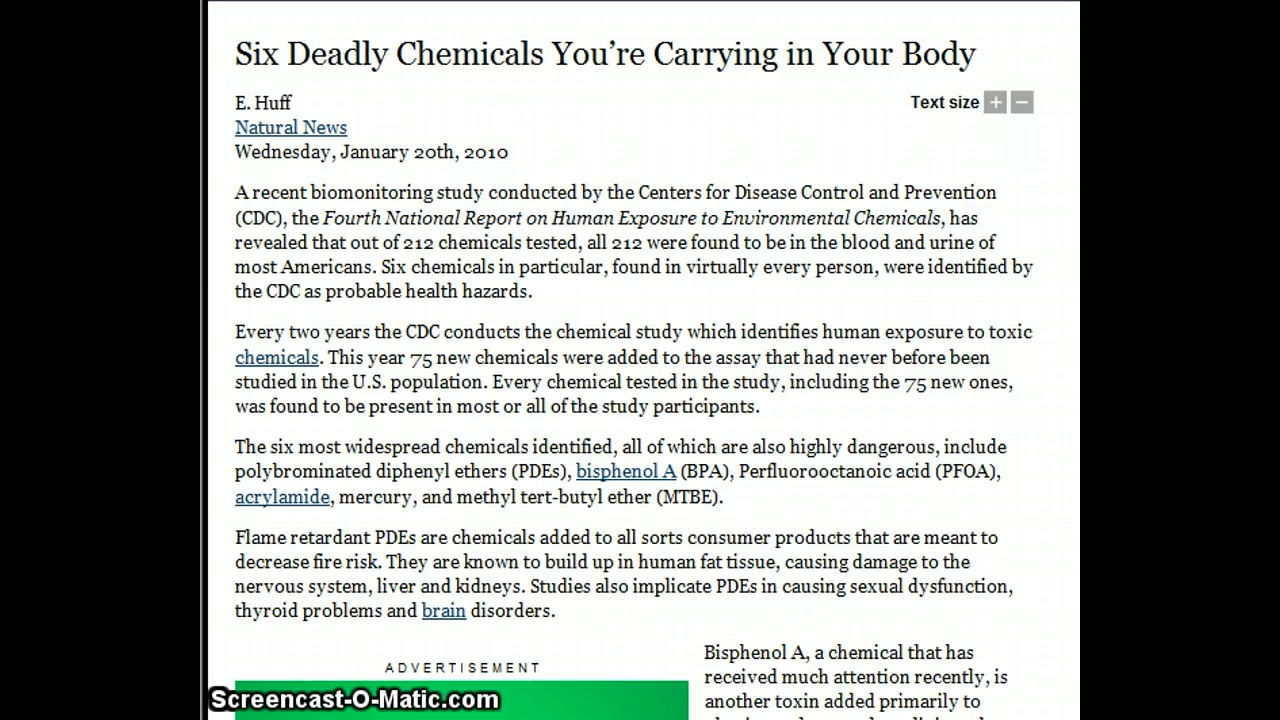 Six Deadly Chemicals You're Carrying in Your Body
E. Huff
Text size + −
Natural News
Wednesday, January 20th, 2010
A recent biomonitoring study conducted by the Centers for Disease Control and Prevention
(CDC), the Fourth National Report on Human Exposure to Environmental Chemicals, has
revealed that out of 212 chemicals tested, all 212 were found to be in the blood and urine of
most Americans. Six chemicals in particular, found in virtually every person, were identified by
the CDC as probable health hazards.
Every two years the CDC conducts the chemical study which identifies human exposure to toxic
chemicals. This year 75 new chemicals were added to the assay that had never before been
studied in the U.S. population. Every chemical tested in the study, including the 75 new ones,
was found to be present in most or all of the study participants.
The six most widespread chemicals identified, all of which are also highly dangerous, include
polybrominated diphenyl ethers (PDEs), bisphenol A (BPA), Perfluorooctanoic acid (PFOA),
acrylamide, mercury, and methyl tert-butyl ether (MTBE).
Flame retardant PDEs are chemicals added to all sorts consumer products that are meant to
decrease fire risk. They are known to build up in human fat tissue, causing damage to the
nervous system, liver and kidneys. Studies also implicate PDEs in causing sexual dysfunction,
thyroid problems and brain disorders.
ADVERTISEMENT
Bisphenol A, a chemical that has
received much attention recently, is
another toxin added primarily to
Screencast-O-Matic.com